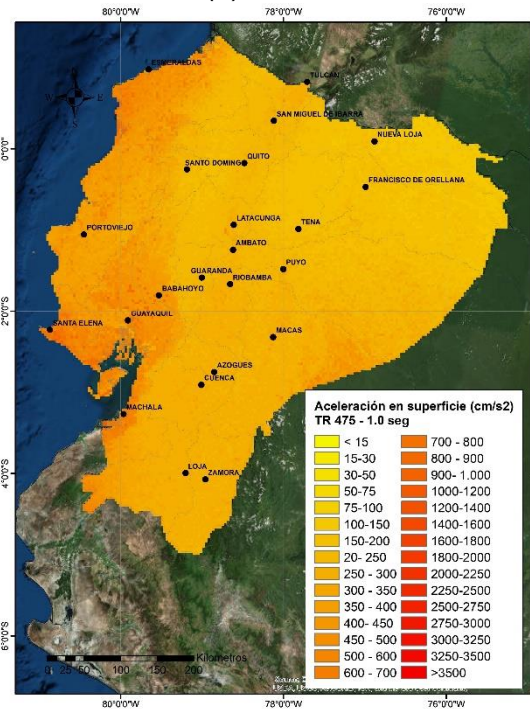 80°0'0"W 78°0'0"W 76°0'0"W
ESMERALDAS
TULCAN
SAN MIGUEL DE IBARRA
NUEVA LOJA
0°0'0"
QUITO
SANTO DOMINGO
FRANCISCO DE ORELLANA
LATACUNGA
TENA
PORTOVIEJO
AMBATO
PUYO
GUARANDA
RIOBAMBA
BABAHOYO
2°0'0"S
GUAYAQUIL
SANTA ELENA
MACAS
AZOGUES
CUENCA
MACHALA
LOJA
ZAMORA
4°0'0"S
6°0'0"S
Aceleración en superficie (cm/s2)
TR 475 - 1.0 seg
< 15 700 - 800
15-30 800 - 900
30-50 900- 1.000
50-75 1000-1200
75-100 1200-1400
100-150 1400-1600
150-200 1600-1800
20- 250 1800-2000
250 - 300 2000-2250
300 - 350 2250-2500
350 - 400 2500-2750
400- 450 2750-3000
450 - 500 3000-3250
500 - 600 3250-3500
600 - 700 >3500
Kilometros
0 25 50 100 150 200
80°0'0"W 78°0'0"W 76°0'0"W